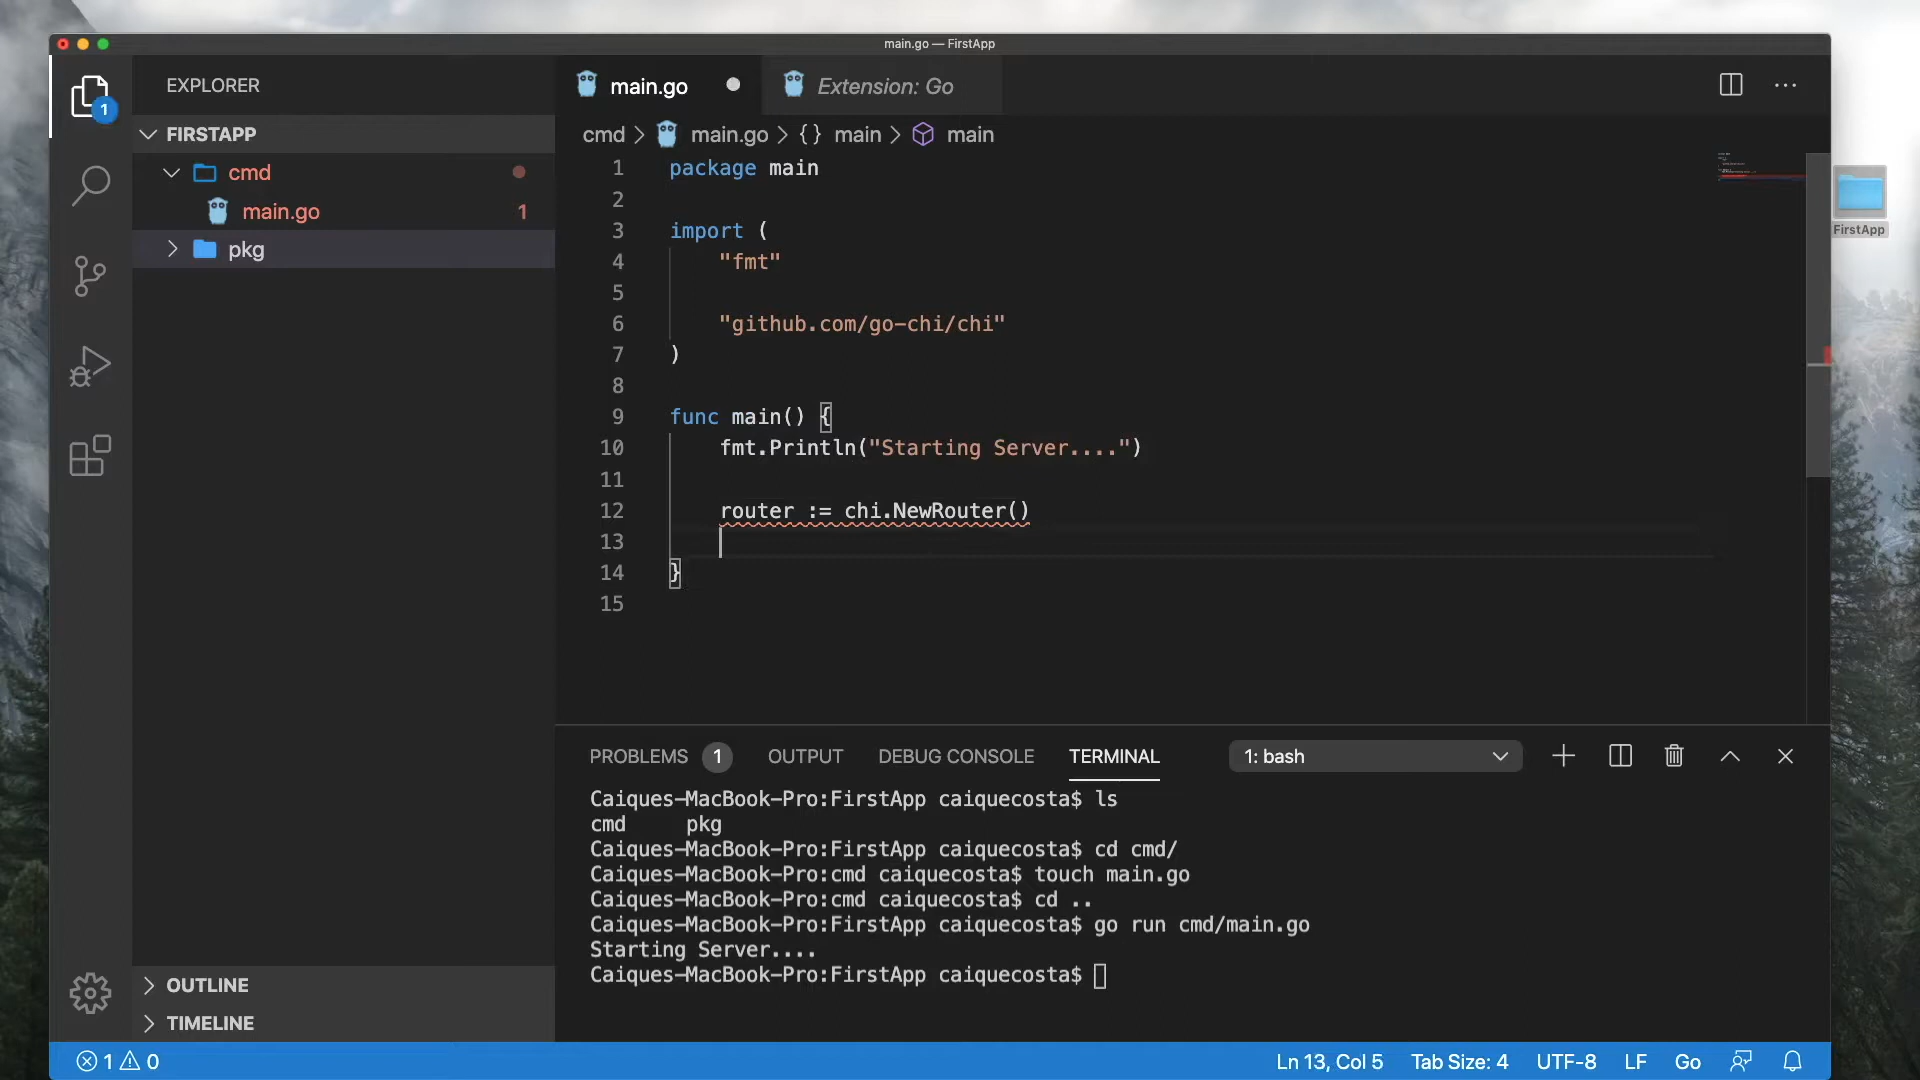 main.go — FirstApp
EXPLORER
1
FIRSTAPP
cmd
main.go 1
pkg
OUTLINE
TIMELINE
main.go
Extension: Go
cmd > main.go > {} main > main
1 package main
2
3 import (
4 "fmt"
5
6 "github.com/go-chi/chi"
7 )
8
9 func main() {
10 fmt.Println("Starting Server....")
11
12 router := chi.NewRouter()
13
14 }
15
FirstApp
PROBLEMS 1 OUTPUT DEBUG CONSOLE TERMINAL 1: bash
Caiques-MacBook-Pro:FirstApp caiquecosta$ ls
cmd pkg
Caiques-MacBook-Pro:FirstApp caiquecosta$ cd cmd/
Caiques-MacBook-Pro:cmd caiquecosta$ touch main.go
Caiques-MacBook-Pro:cmd caiquecosta$ cd ..
Caiques-MacBook-Pro:FirstApp caiquecosta$ go run cmd/main.go
Starting Server....
Caiques-MacBook-Pro:FirstApp caiquecosta$
1 0 Ln 13, Col 5 Tab Size: 4 UTF-8 LF Go